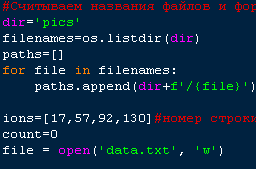 #Считываем названия файлов и
dir='pics'
filenames=os.listdir(dir)
paths=[]
for file in filenames:
    paths.append(dir+f'/{file}')
ions=[17,57,92,130]#номер строки
count=0
file = open('data.txt', 'w')